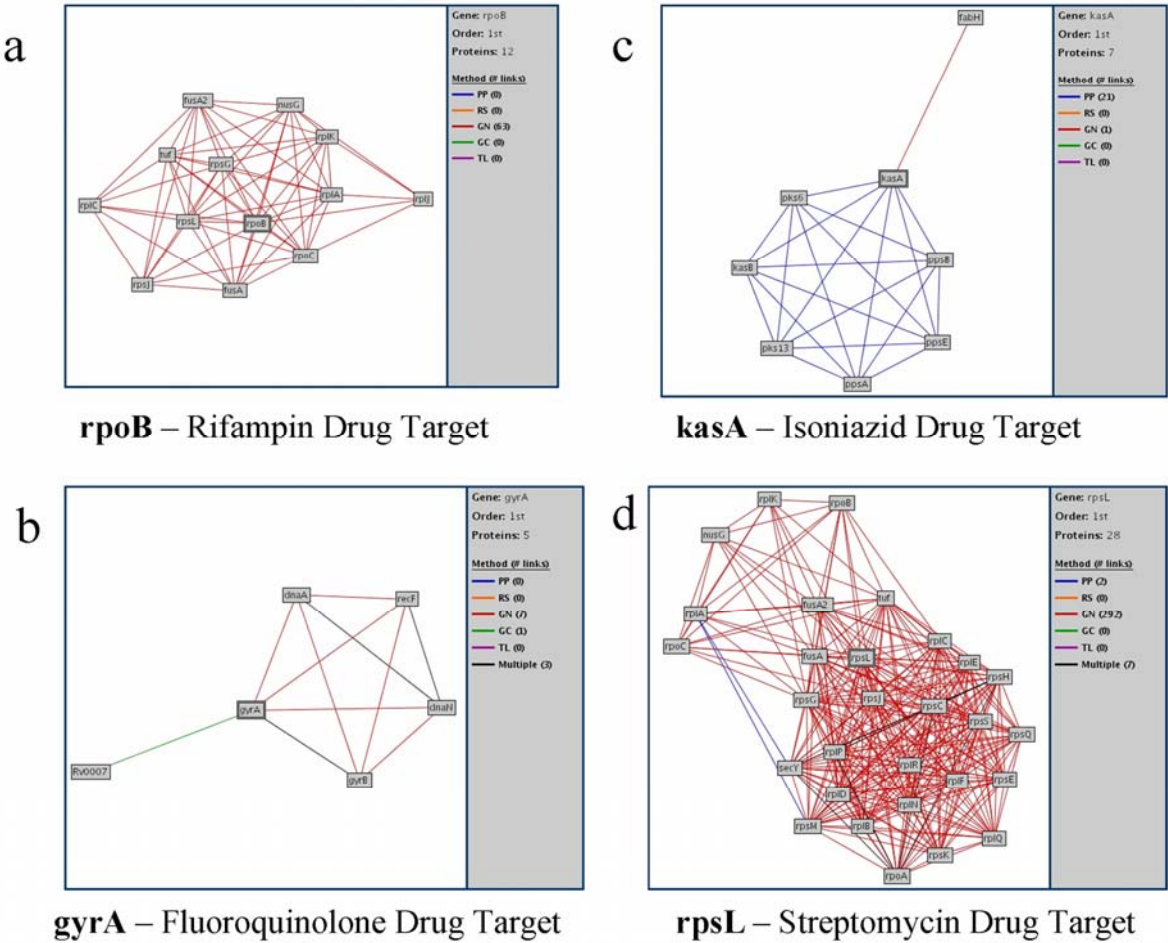 a
Gene: rpoB
Order: 1st
Proteins: 12
Method (# links)
PP (0)
RS (0)
GN (63)
GC (0)
TL (0)
fusA2
nusG
rplK
tuf
rpsG
rplA
rplJ
rplC
rpsL
rpoB
rpoC
rpsJ
fusA
rpoB – Rifampin Drug Target
c
Gene: kasA
Order: 1st
Proteins: 7
Method (# links)
PP (21)
RS (0)
GN (1)
GC (0)
TL (0)
fabH
kasA
pks6
kasB
ppsB
pks13
ppsE
ppsA
kasA – Isoniazid Drug Target
b
Gene: gyrA
Order: 1st
Proteins: 5
Method (# links)
PP (0)
RS (0)
GN (7)
GC (1)
TL (0)
Multiple (3)
dnaA
recF
gyrA
dnaN
Rv0007
gyrB
gyrA – Fluoroquinolone Drug Target
d
Gene: rpsL
Order: 1st
Proteins: 28
Method (# links)
PP (2)
RS (0)
GN (292)
GC (0)
TL (0)
Multiple (7)
rplK
rpoB
nusG
fusA2
tuf
rplA
rpoC
rplC
fusA
rpsL
rplE
rpsH
rpsG
rpsJ
rpsC
rpsS
rpsQ
rplP
secY
rplR
rplF
rpsE
rplD
rplN
rpsM
rplB
rplQ
rpsK
rpoA
rpsL – Streptomycin Drug Target